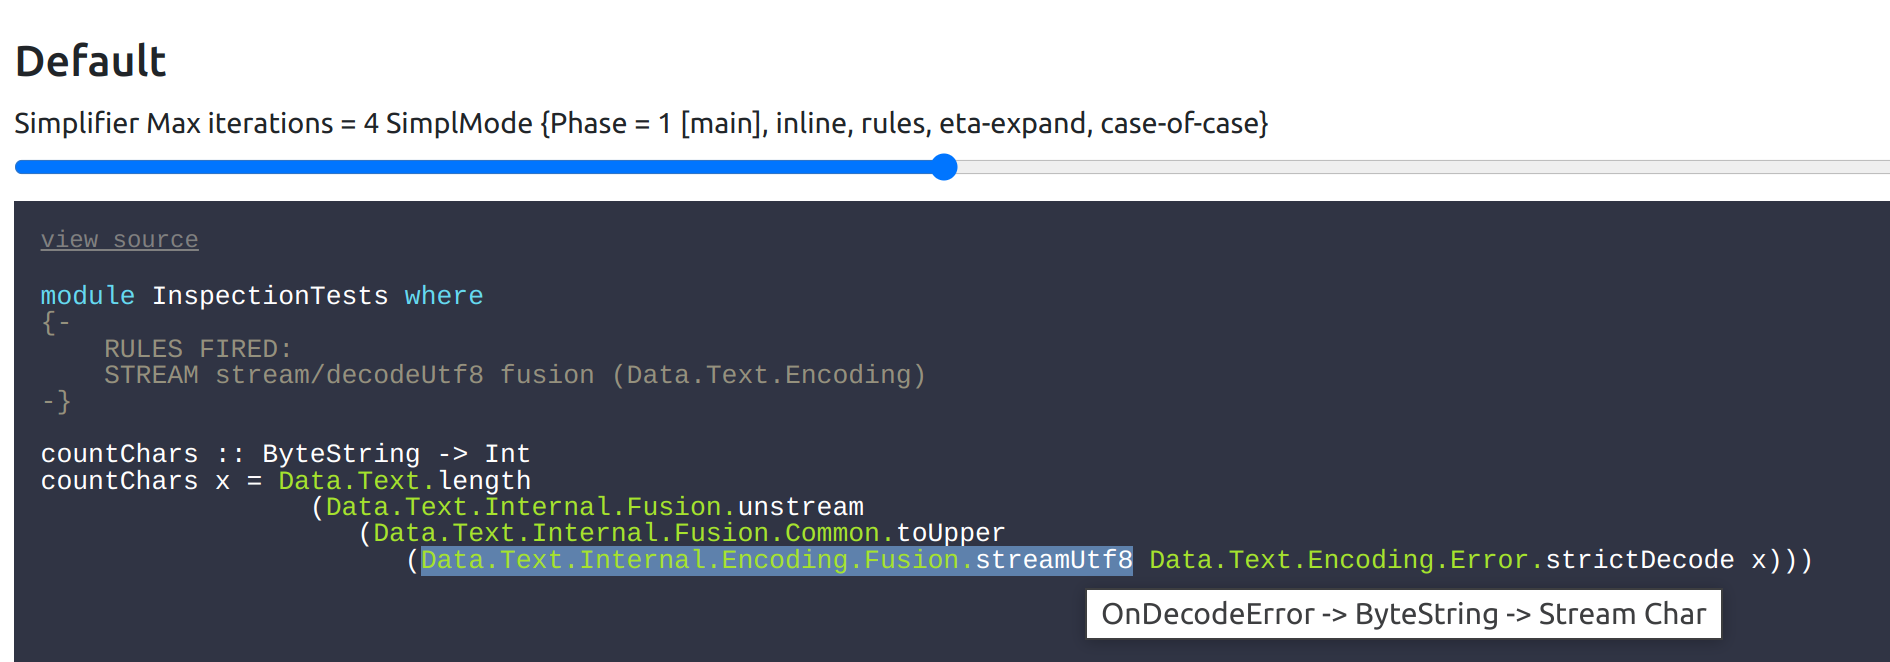 Default
Simplifier Max iterations = 4 SimplMode {Phase = 1 [main], inline, rules, eta-expand, case-of-case}
view source
module InspectionTests where
{-
    RULES FIRED:
    STREAM stream/decodeUtf8 fusion (Data.Text.Encoding)
-}
countChars :: ByteString -> Int
countChars x = Data.Text.length
                 (Data.Text.Internal.Fusion.unstream
                    (Data.Text.Internal.Fusion.Common.toUpper
                       (Data.Text.Internal.Encoding.Fusion.streamUtf8 Data.Text.Encoding.Error.strictDecode x)))
OnDecodeError -> ByteString -> Stream Char